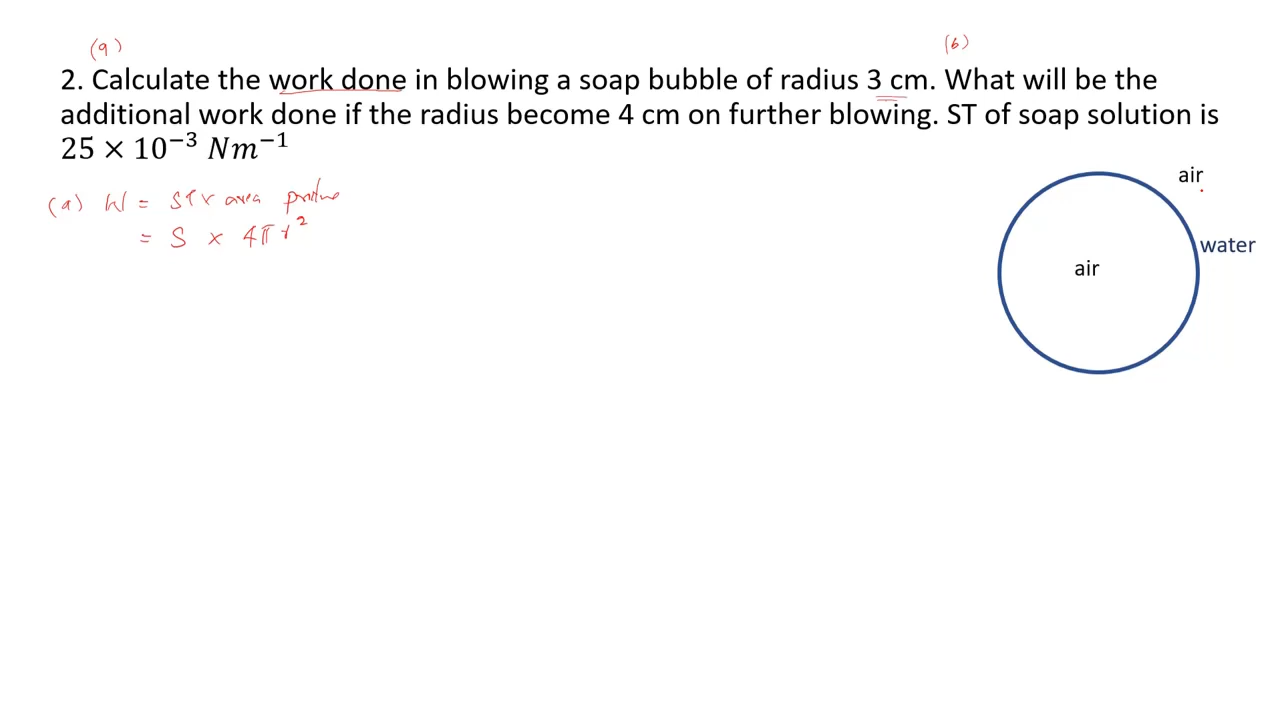 (a)
(b)
2. Calculate the work done in blowing a soap bubble of radius 3 cm. What will be the
additional work done if the radius become 4 cm on further blowing. ST of soap solution is
25 × 10⁻³ Nm⁻¹
air
(a) W = ST × area
= S × 4πr²
water
air